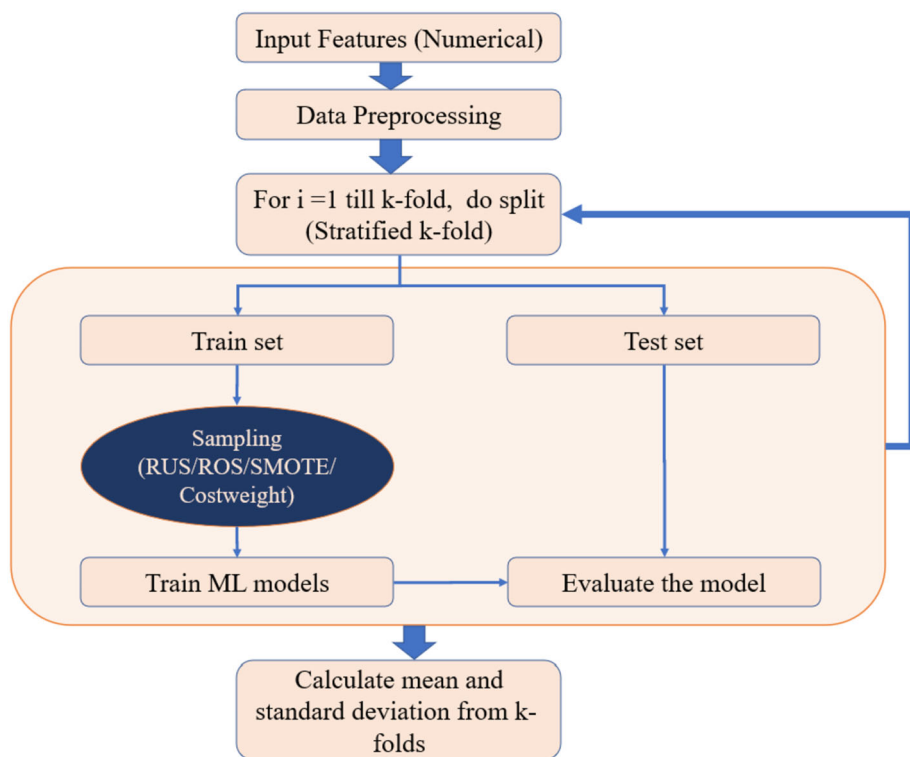 Input Features (Numerical)
Data Preprocessing
For i =1 till k-fold,  do split
(Stratified k-fold)
Train set
Test set
Sampling
(RUS/ROS/SMOTE/
Costweight)
Train ML models
Evaluate the model
Calculate mean and
standard deviation from k-
folds